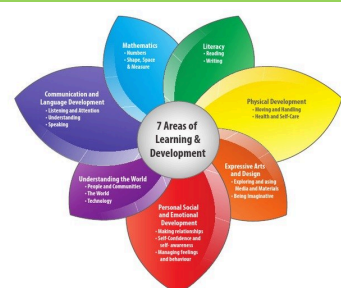 7 Areas of
Learning &
Development
Mathematics
• Numbers
• Shape, Space
& Measure
Literacy
• Reading
• Writing
Physical Development
• Moving and Handling
• Health and Self-Care
Expressive Arts
and Design
• Exploring and using
Media and Materials
• Being Imaginative
Personal Social
and Emotional
Development
• Making relationships
• Self-Confidence and
self- awareness
• Managing feelings
and behaviour
Understanding the World
• People and Communities
• The World
• Technology
Communication and
Language Development
• Listening and Attention
• Understanding
• Speaking